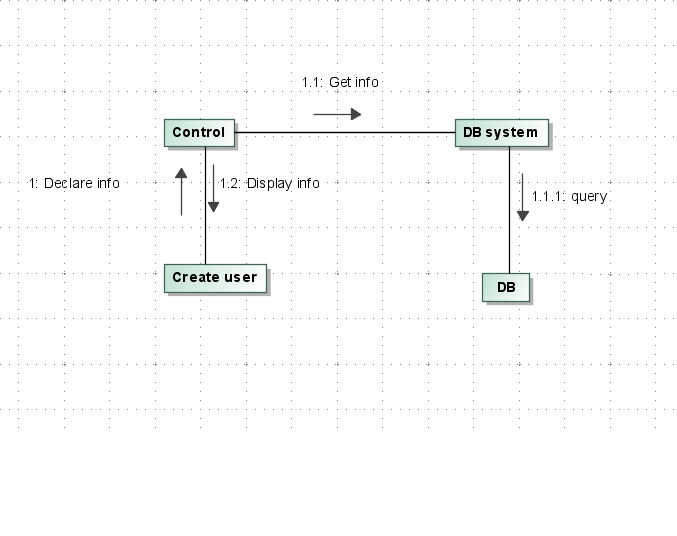 1.1: Get info
Control
DB system
1: Declare info
1.2: Display info
1.1.1: query
Create user
DB